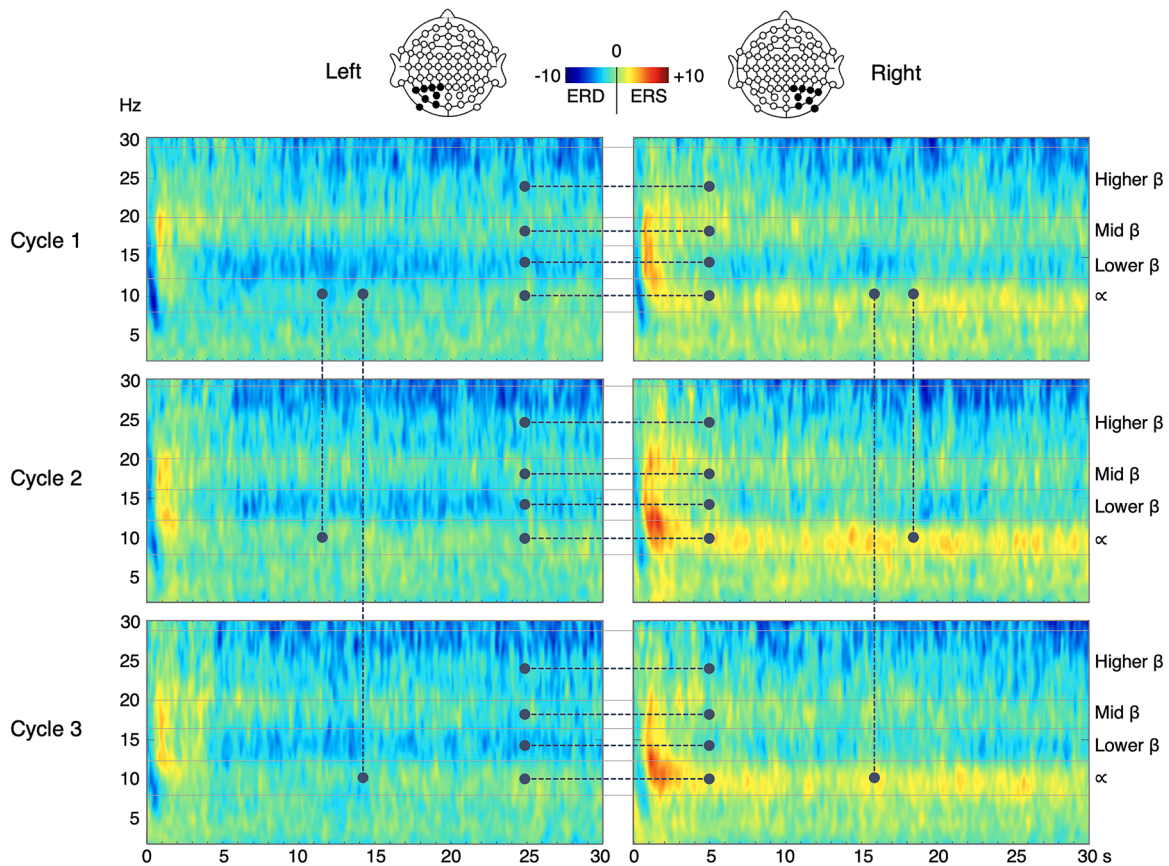 0
Left
-10
+10
Right
ERD
ERS
Hz
30
25
20
15
10
5
Cycle 1
Higher β
Mid β
Lower β
∝
30
25
20
15
10
5
Cycle 2
Higher β
Mid β
Lower β
∝
30
25
20
15
10
5
Cycle 3
Higher β
Mid β
Lower β
∝
0 5 10 15 20 25 30
0 5 10 15 20 25 30 s